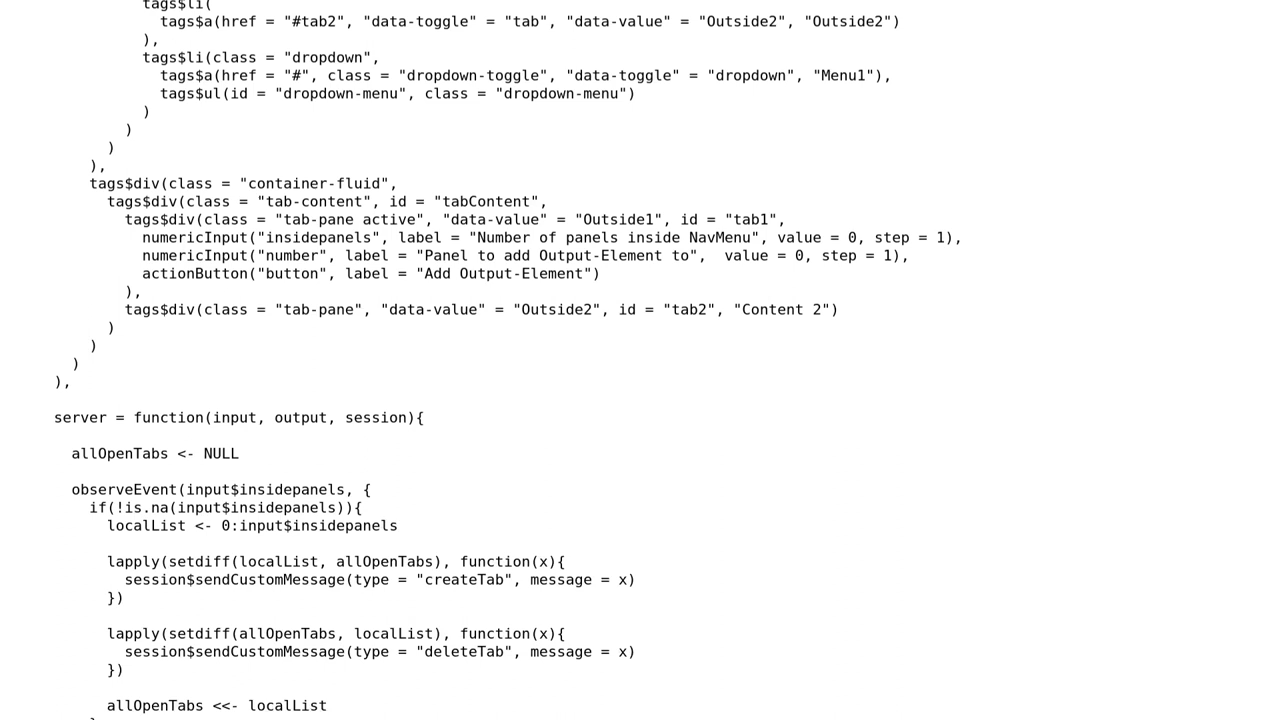 tags$li(
tags$a(href = "#tab2", "data-toggle" = "tab", "data-value" = "Outside2", "Outside2")
),
tags$li(class = "dropdown",
tags$a(href = "#", class = "dropdown-toggle", "data-toggle" = "dropdown", "Menu1"),
tags$ul(id = "dropdown-menu", class = "dropdown-menu")
)
)
)
),
tags$div(class = "container-fluid",
tags$div(class = "tab-content", id = "tabContent",
tags$div(class = "tab-pane active", "data-value" = "Outside1", id = "tab1",
numericInput("insidepanels", label = "Number of panels inside NavMenu", value = 0, step = 1),
numericInput("number", label = "Panel to add Output-Element to",  value = 0, step = 1),
actionButton("button", label = "Add Output-Element")
),
tags$div(class = "tab-pane", "data-value" = "Outside2", id = "tab2", "Content 2")
)
)
)
),
server = function(input, output, session){
allOpenTabs <- NULL
observeEvent(input$insidepanels, {
if(!is.na(input$insidepanels)){
localList <- 0:input$insidepanels
lapply(setdiff(localList, allOpenTabs), function(x){
session$sendCustomMessage(type = "createTab", message = x)
})
lapply(setdiff(allOpenTabs, localList), function(x){
session$sendCustomMessage(type = "deleteTab", message = x)
})
allOpenTabs <<- localList